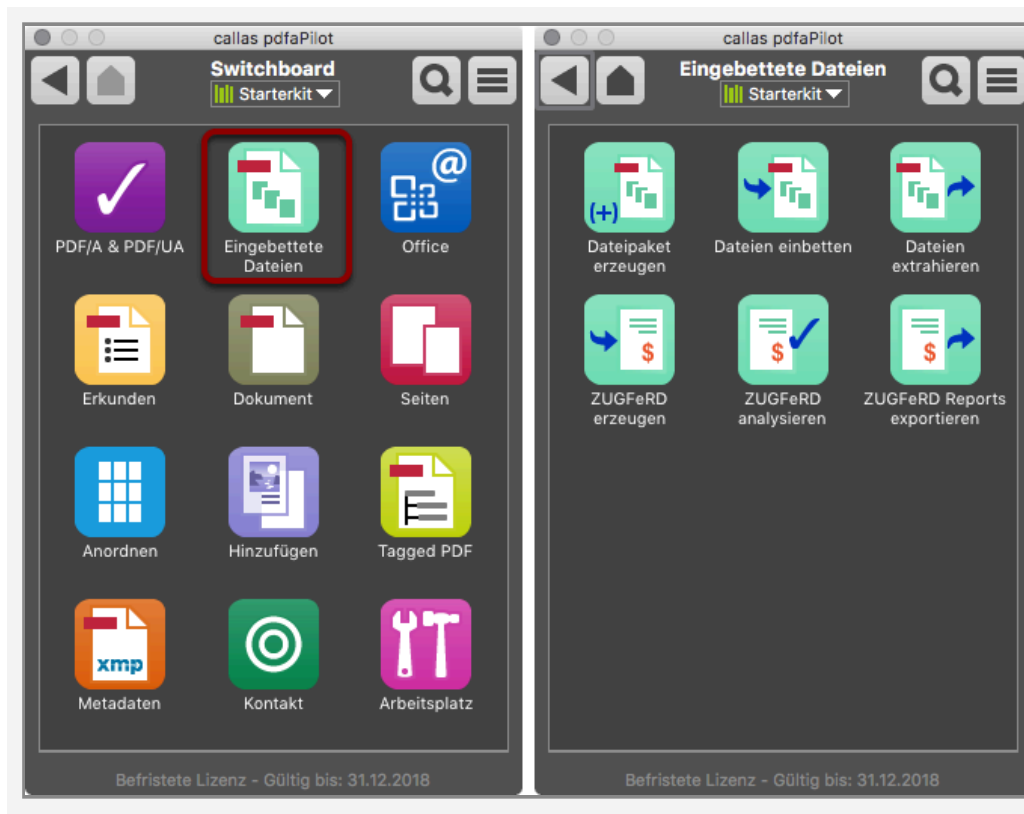 callas pdfaPilot
Switchboard
Starterkit
PDF/A & PDF/UA
Eingebettete
Dateien
@
Office
Erkunden
Dokument
Seiten
Anordnen
Hinzufügen
Tagged PDF
xmp
Metadaten
Kontakt
Arbeitsplatz
Befristete Lizenz - Gültig bis: 31.12.2018
callas pdfaPilot
Eingebettete Dateien
Starterkit
(+)
Dateipaket
erzeugen
Dateien einbetten
Dateien
extrahieren
$
ZUGFeRD
erzeugen
$
ZUGFeRD
analysieren
$
ZUGFeRD Reports
exportieren
Befristete Lizenz - Gültig bis: 31.12.2018